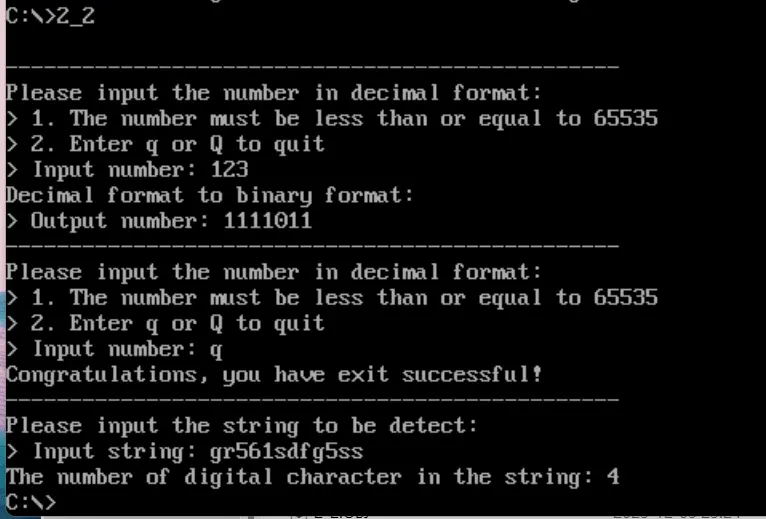 C:\>2_2
--------------------------------------------------
Please input the number in decimal format:
> 1. The number must be less than or equal to 65535
> 2. Enter q or Q to quit
> Input number: 123
Decimal format to binary format:
> Output number: 1111011
--------------------------------------------------
Please input the number in decimal format:
> 1. The number must be less than or equal to 65535
> 2. Enter q or Q to quit
> Input number: q
Congratulations, you have exit successful!
--------------------------------------------------
Please input the string to be detect:
> Input string: gr561sdfg5ss
The number of digital character in the string: 4
C:\>